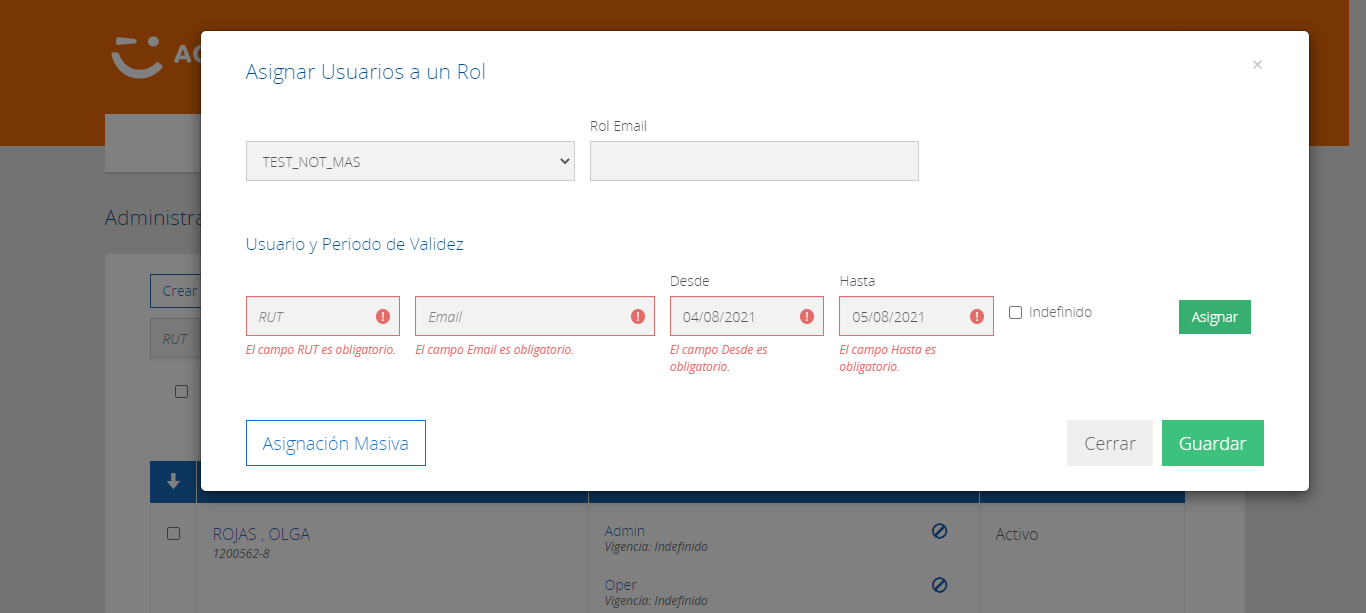 AC
Asignar Usuarios a un Rol
×
Rol Email
TEST_NOT_MAS
Administra
Usuario y Periodo de Validez
Desde
Hasta
Crear
RUT
Email
04/08/2021
05/08/2021
Indefinido
Asignar
RUT
El campo RUT es obligatorio.
El campo Email es obligatorio.
El campo Desde es
obligatorio.
El campo Hasta es
obligatorio.
Asignación Masiva
Cerrar
Guardar
ROJAS , OLGA
1200562-8
Admin
Vigencia: Indefinido
Activo
Oper
Vigencia: Indefinido